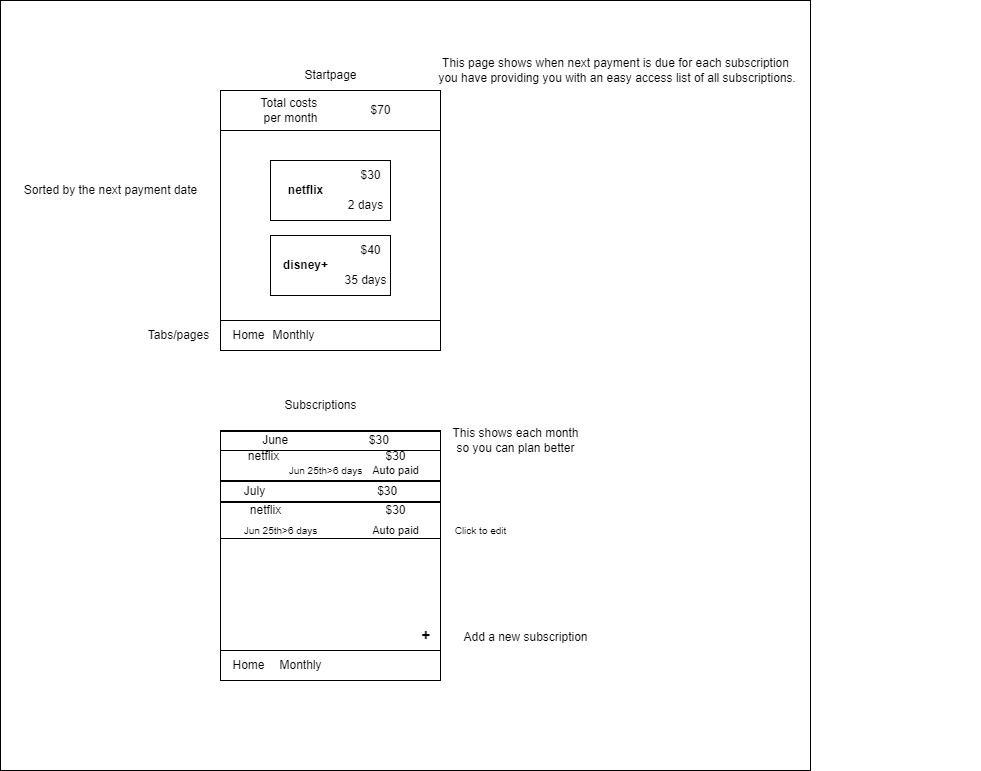 This page shows when next payment is due for each subscription
you have providing you with an easy access list of all subscriptions.
Startpage
Total costs
per month
$70
$30
netflix
2 days
Sorted by the next payment date
$40
disney+
35 days
Tabs/pages
Home Monthly
Subscriptions
This shows each month
so you can plan better
June $30
netflix $30
Jun 25th>6 days Auto paid
July $30
netflix $30
Jun 25th>6 days Auto paid
Click to edit
+
Add a new subscription
Home Monthly